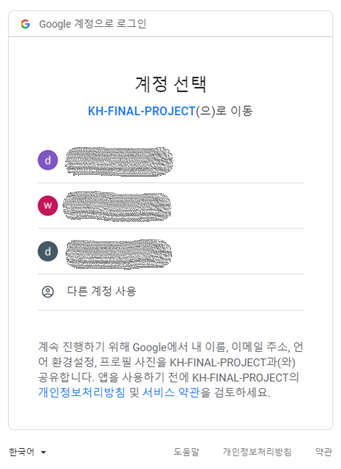 Google 계정으로 로그인
계정 선택
KH-FINAL-PROJECT(으)로 이동
d
w
d
다른 계정 사용
계속 진행하기 위해 Google에서 내 이름, 이메일 주소, 언
어 환경설정, 프로필 사진을 KH-FINAL-PROJECT과(와)
공유합니다. 앱을 사용하기 전에 KH-FINAL-PROJECT의
개인정보처리방침 및 서비스 약관을 검토하세요.
한국어 도움말 개인정보처리방침 약관